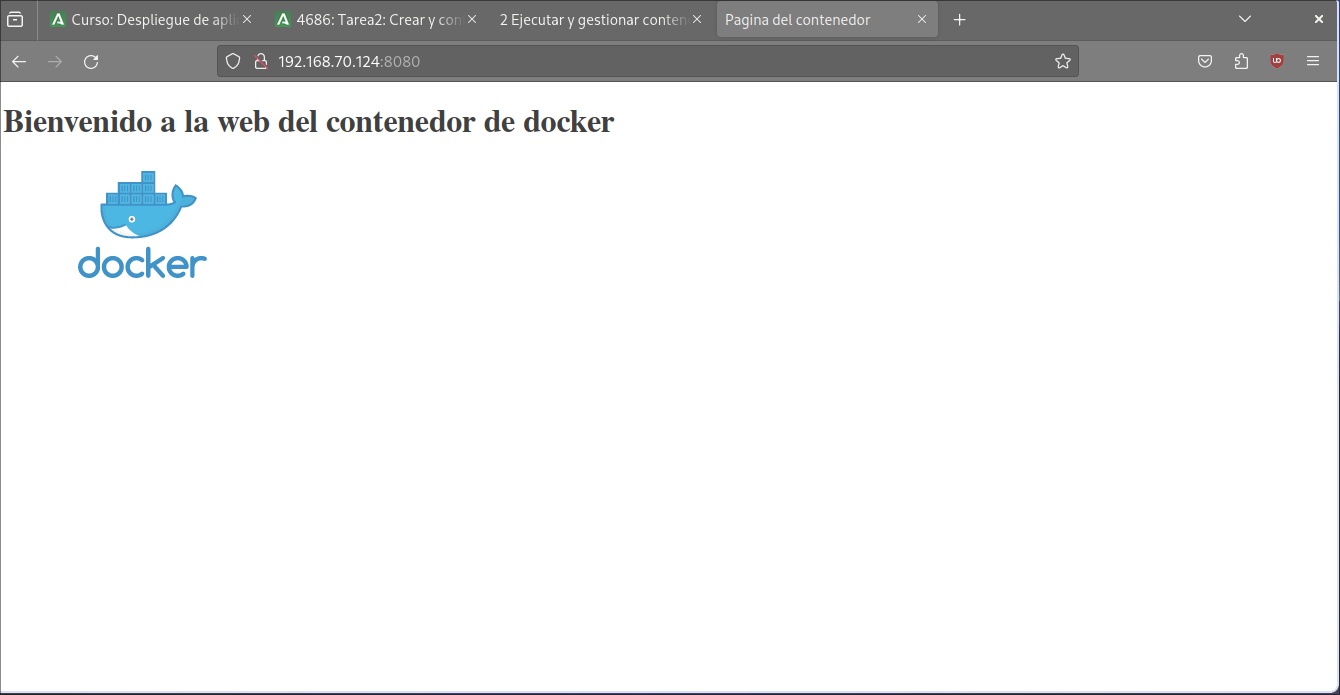 Curso: Despliegue de apli
4686: Tarea2: Crear y con
2 Ejecutar y gestionar conten
Pagina del contenedor
192.168.70.124:8080
Bienvenido a la web del contenedor de docker
docker